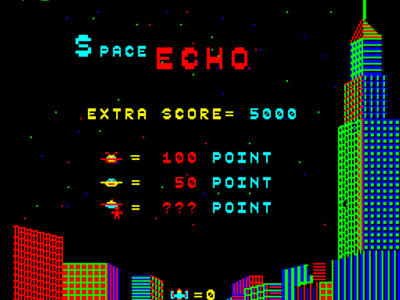 SPACE ECHO
EXTRA SCORE= 5000
= 100 POINT
= 50 POINT
= ??? POINT
=0